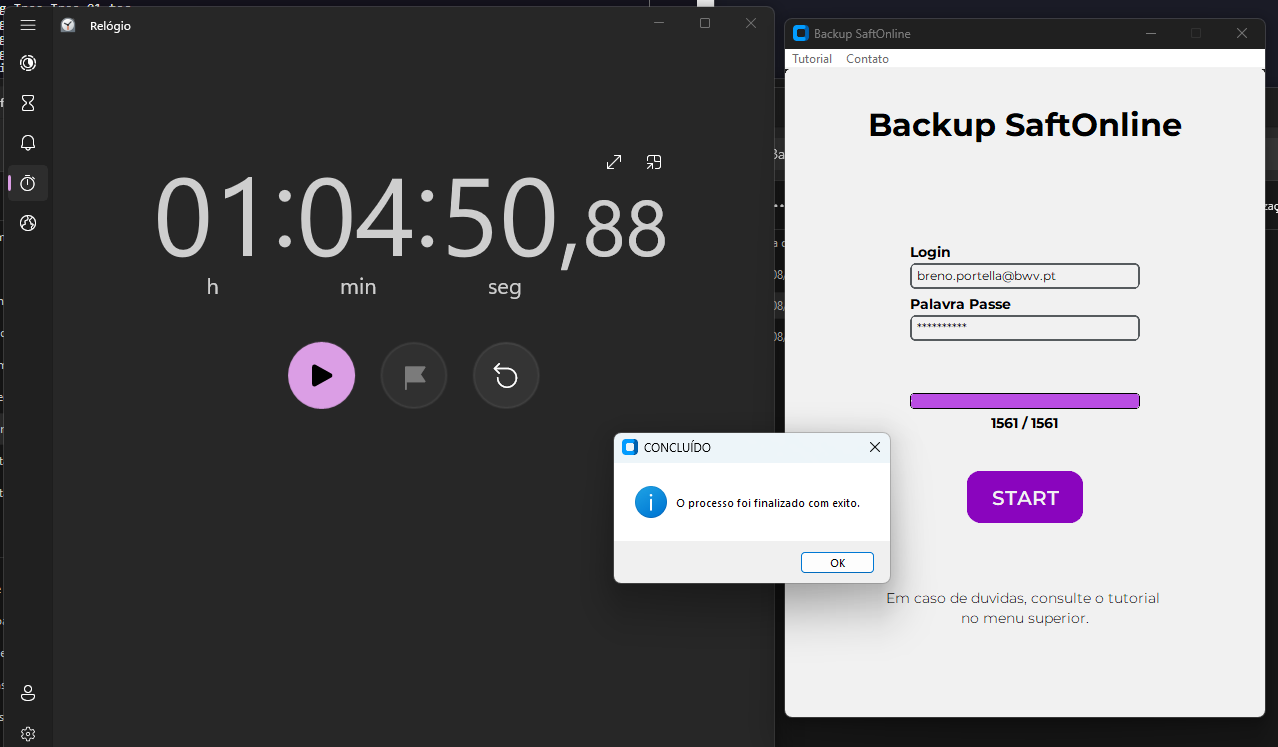 Relógio
01:04:50,88
h min seg
Backup SaftOnline
Tutorial Contato
Backup SaftOnline
Login
breno.portella@bwv.pt
Palavra Passe
**********
1561 / 1561
START
Em caso de duvidas, consulte o tutorial
no menu superior.
CONCLUÍDO
O processo foi finalizado com exito.
OK